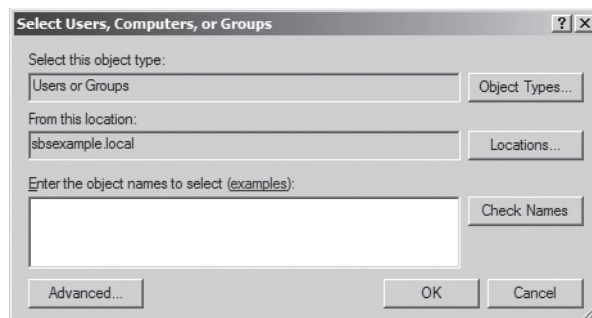 Select Users, Computers, or Groups
Select this object type:
Users or Groups
Object Types...
From this location:
sbsexample.local
Locations...
Enter the object names to select (examples):
Check Names
Advanced...
OK
Cancel